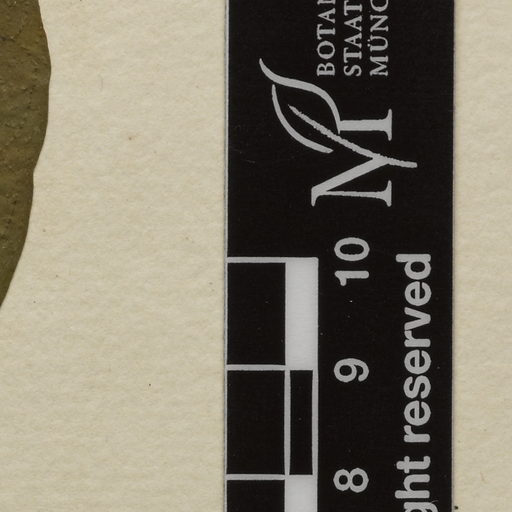 BOTA
STAAT
MÜNC
10
9
8
ght reserved